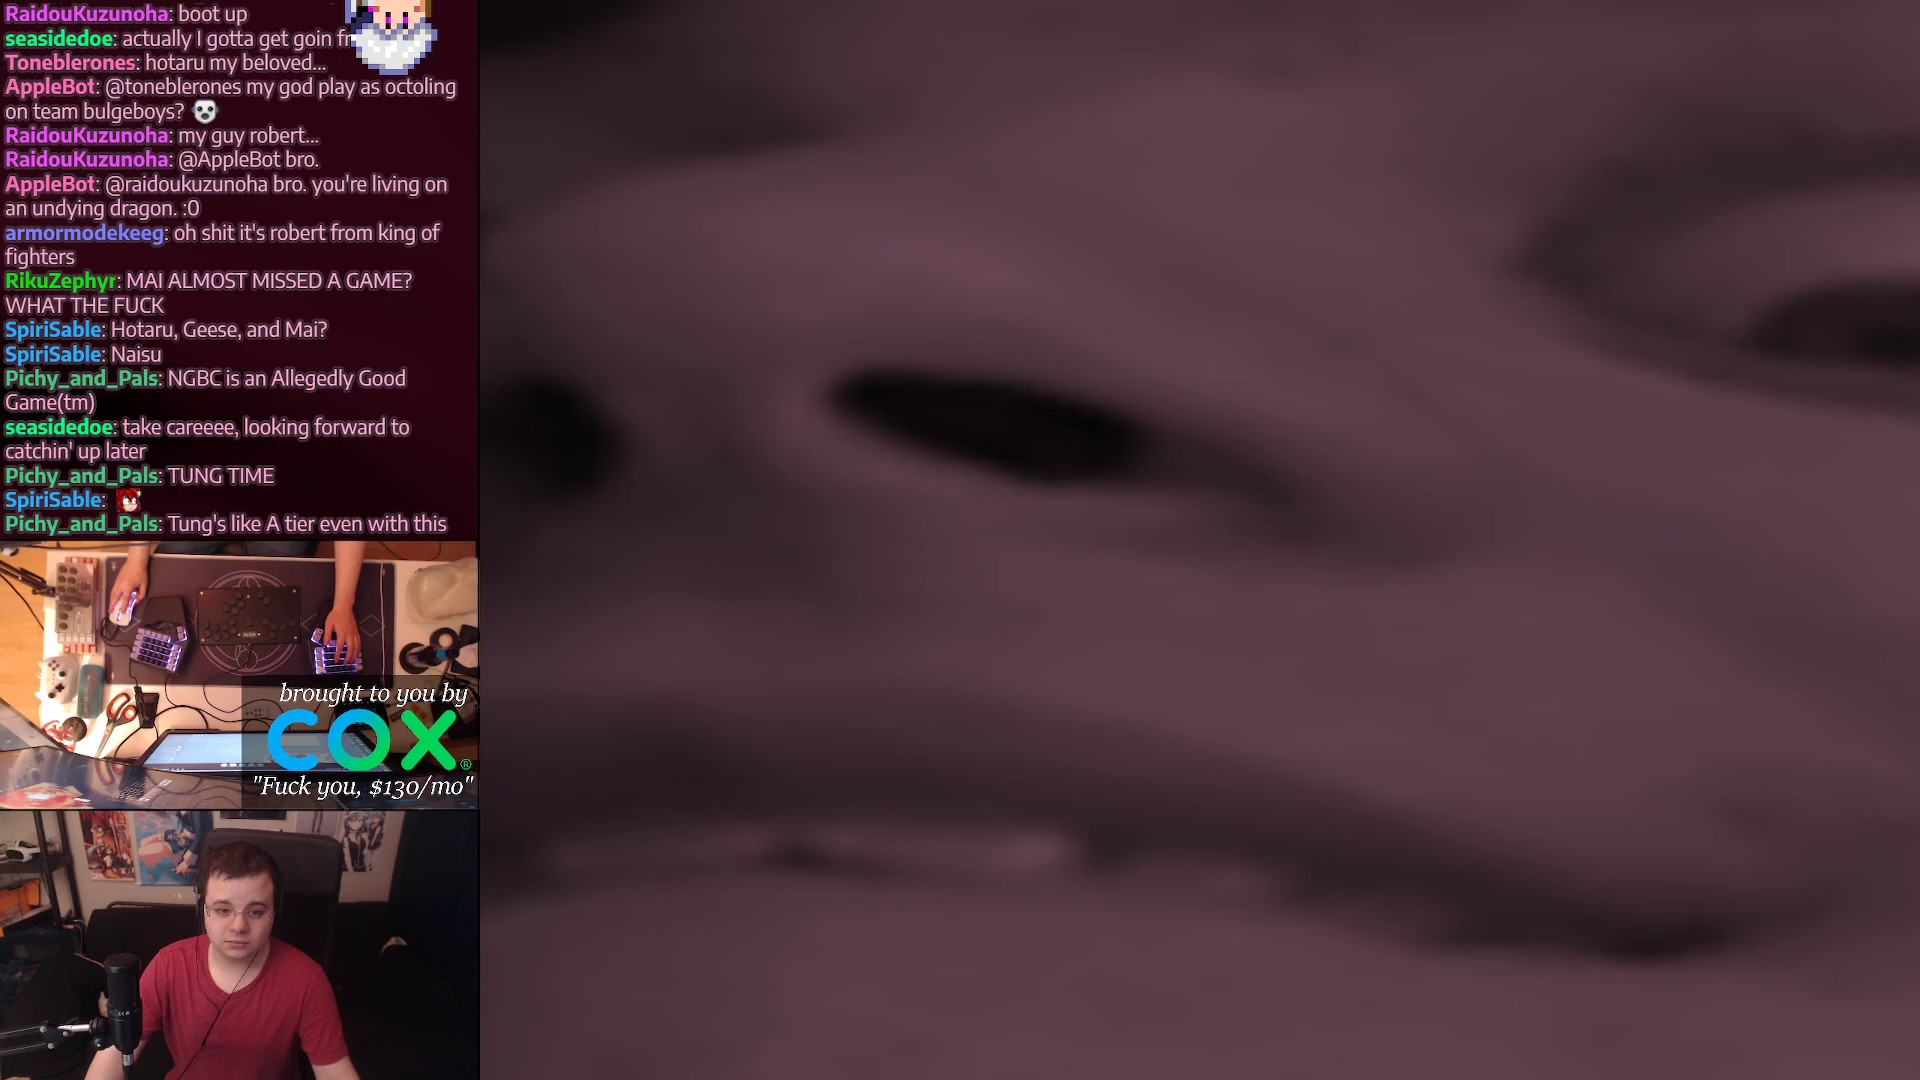 RaidouKuzunoha: boot up
seasidedoe: actually I gotta get goin fr
Toneblerones: hotaru my beloved...
AppleBot: @toneblerones my god play as octoling
on team bulgeboys?
RaidouKuzunoha: my guy robert...
RaidouKuzunoha: @AppleBot bro.
AppleBot: @raidoukuzunoha bro. you're living on
an undying dragon. :0
armormodekeeg: oh shit it's robert from king of
fighters
RikuZephyr: MAI ALMOST MISSED A GAME?
WHAT THE FUCK
SpiriSable: Hotaru, Geese, and Mai?
SpiriSable: Naisu
Pichy_and_Pals: NGBC is an Allegedly Good
Game(tm)
seasidedoe: take careeee, looking forward to
catchin' up later
Pichy_and_Pals: TUNG TIME
SpiriSable:
Pichy_and_Pals: Tung's like A tier even with this
brought to you by
COX®
"Fuck you, $130/mo"